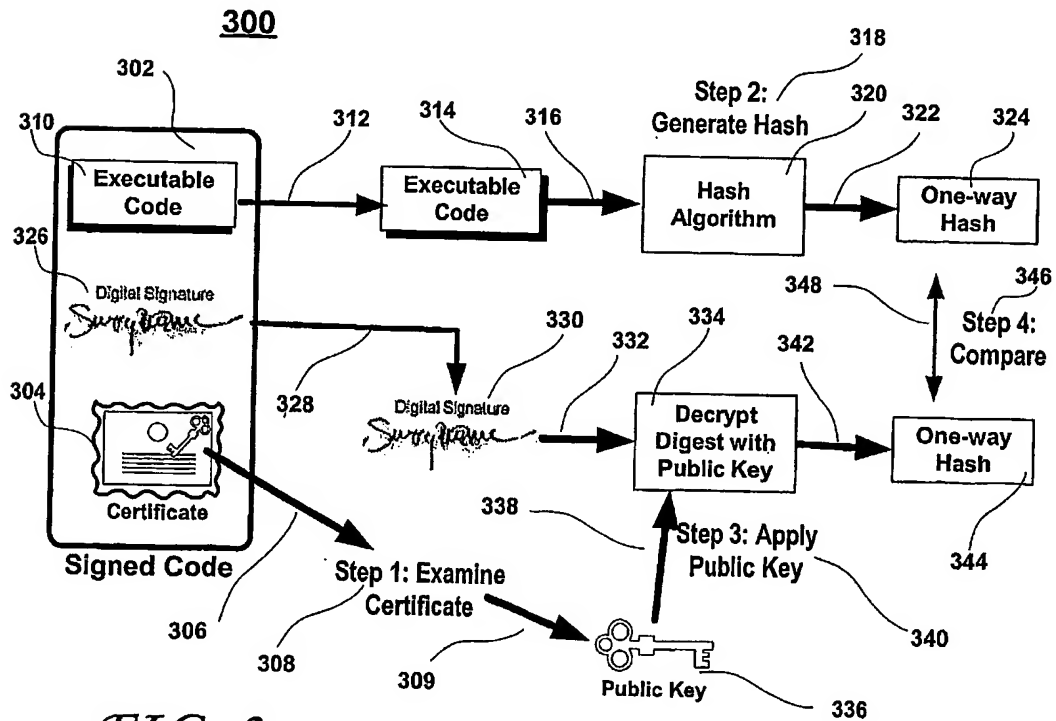 300
302
310
Executable
Code
312
314
Executable
Code
316
318
Step 2:
Generate Hash
320
Hash
Algorithm
322
324
One-way
Hash
326
Digital Signature
328
330
Digital Signature
332
334
Decrypt
Digest with
Public Key
342
348
346
Step 4:
Compare
One-way
Hash
344
304
Certificate
Signed Code
306
Step 1: Examine
Certificate
308
309
338
Step 3: Apply
Public Key
340
Public Key
336